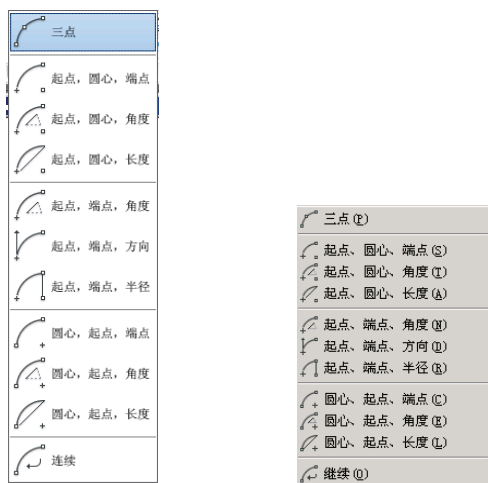 三点
起点，圆心，端点
起点，圆心，角度
起点，圆心，长度
起点，端点，角度
起点，端点，方向
起点，端点，半径
圆心，起点，端点
圆心，起点，角度
圆心，起点，长度
连续
三点(P)
起点、圆心、端点(S)
起点、圆心、角度(T)
起点、圆心、长度(A)
起点、端点、角度(N)
起点、端点、方向(D)
起点、端点、半径(R)
圆心、起点、端点(C)
圆心、起点、角度(E)
圆心、起点、长度(L)
继续(O)